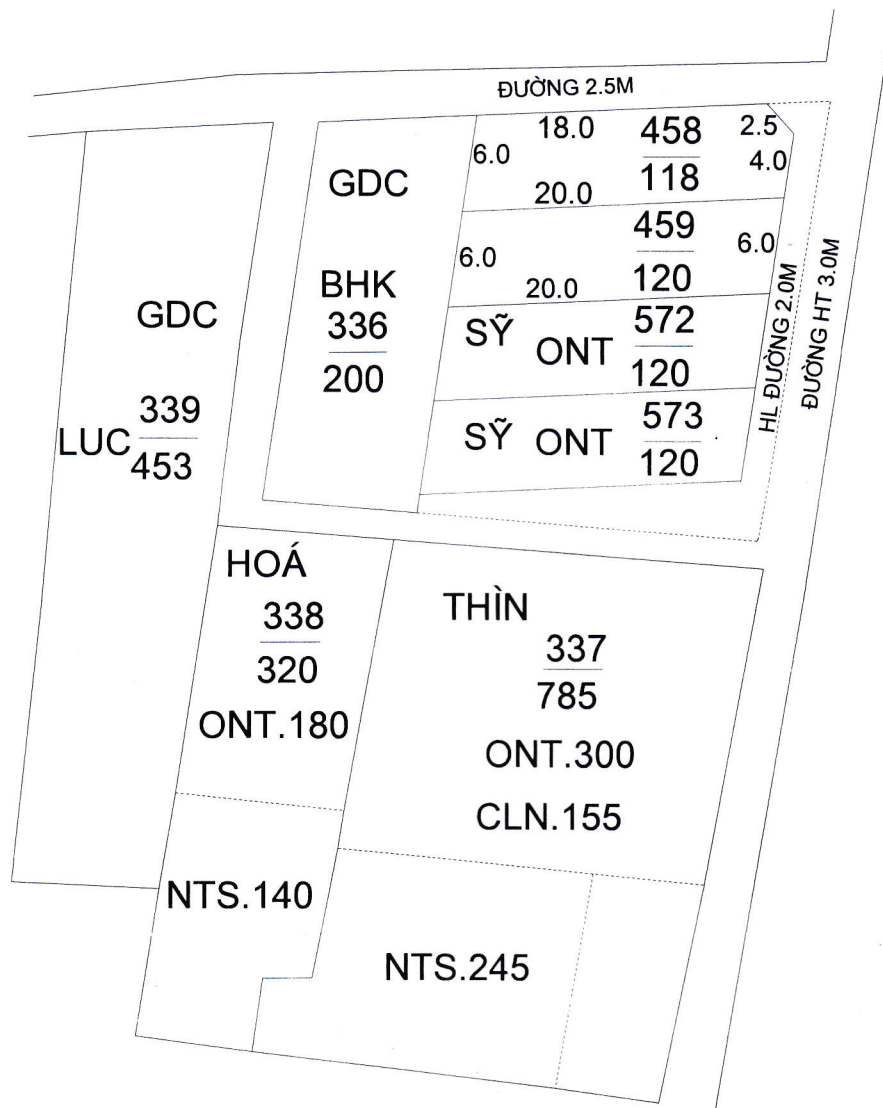 ĐƯỜNG 2.5M
18.0
458
118
2.5
6.0
4.0
20.0
GDC
459
120
6.0
6.0
20.0
BHK
336
200
SỸ ONT
572
120
SỸ ONT
573
120
HL ĐƯỜNG 2.0M
ĐƯỜNG HT 3.0M
GDC
LUC
339
453
HOÁ
338
320
ONT.180
THÌN
337
785
ONT.300
CLN.155
NTS.140
NTS.245